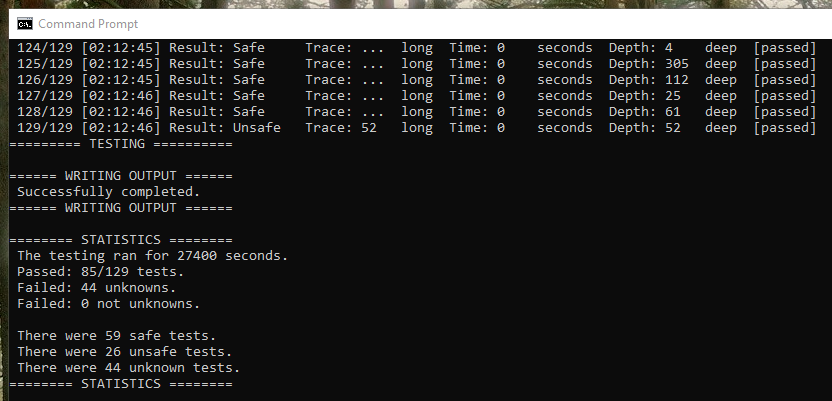 Command Prompt
124/129 [02:12:45] Result: Safe     Trace: ...  long  Time: 0    seconds  Depth: 4    deep  [passed]
125/129 [02:12:45] Result: Safe     Trace: ...  long  Time: 0    seconds  Depth: 305  deep  [passed]
126/129 [02:12:45] Result: Safe     Trace: ...  long  Time: 0    seconds  Depth: 112  deep  [passed]
127/129 [02:12:46] Result: Safe     Trace: ...  long  Time: 0    seconds  Depth: 25   deep  [passed]
128/129 [02:12:46] Result: Safe     Trace: ...  long  Time: 0    seconds  Depth: 61   deep  [passed]
129/129 [02:12:46] Result: Unsafe   Trace: 52   long  Time: 0    seconds  Depth: 52   deep  [passed]
========= TESTING ==========
====== WRITING OUTPUT ======
Successfully completed.
====== WRITING OUTPUT ======
======== STATISTICS ========
The testing ran for 27400 seconds.
Passed: 85/129 tests.
Failed: 44 unknowns.
Failed: 0 not unknowns.
There were 59 safe tests.
There were 26 unsafe tests.
There were 44 unknown tests.
======== STATISTICS ========